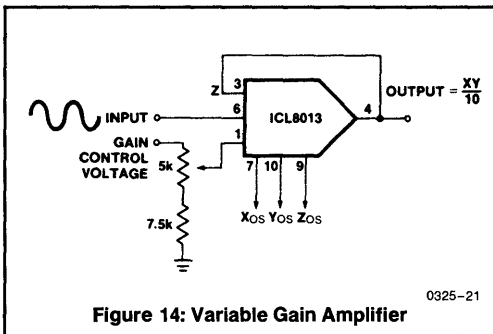 Z 3
INPUT 6 ICL8013 4 OUTPUT = XY/10
GAIN 1
CONTROL
VOLTAGE 5k
7 10 9
7.5k
XOS YOS ZOS
0325–21
Figure 14: Variable Gain Amplifier